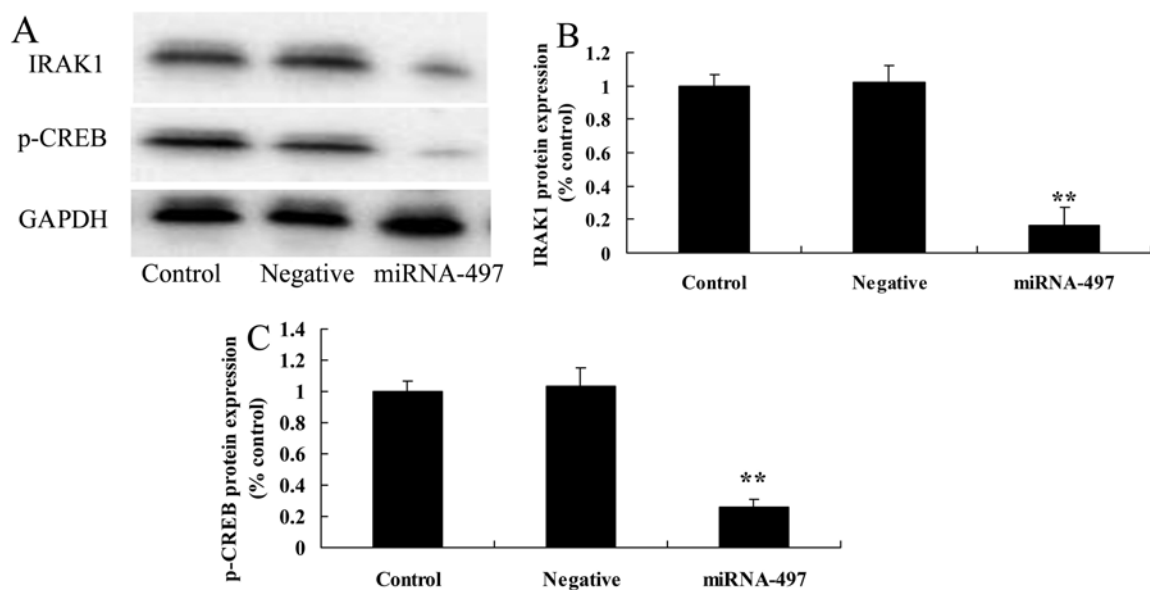 A
IRAK1
p-CREB
GAPDH
Control Negative miRNA-497
B
IRAK1 protein expression
(% control)
1.2
1
0.8
0.6
0.4
0.2
0
**
Control Negative miRNA-497
C
p-CREB protein expression
(% control)
1.4
1.2
1
0.8
0.6
0.4
0.2
0
**
Control Negative miRNA-497